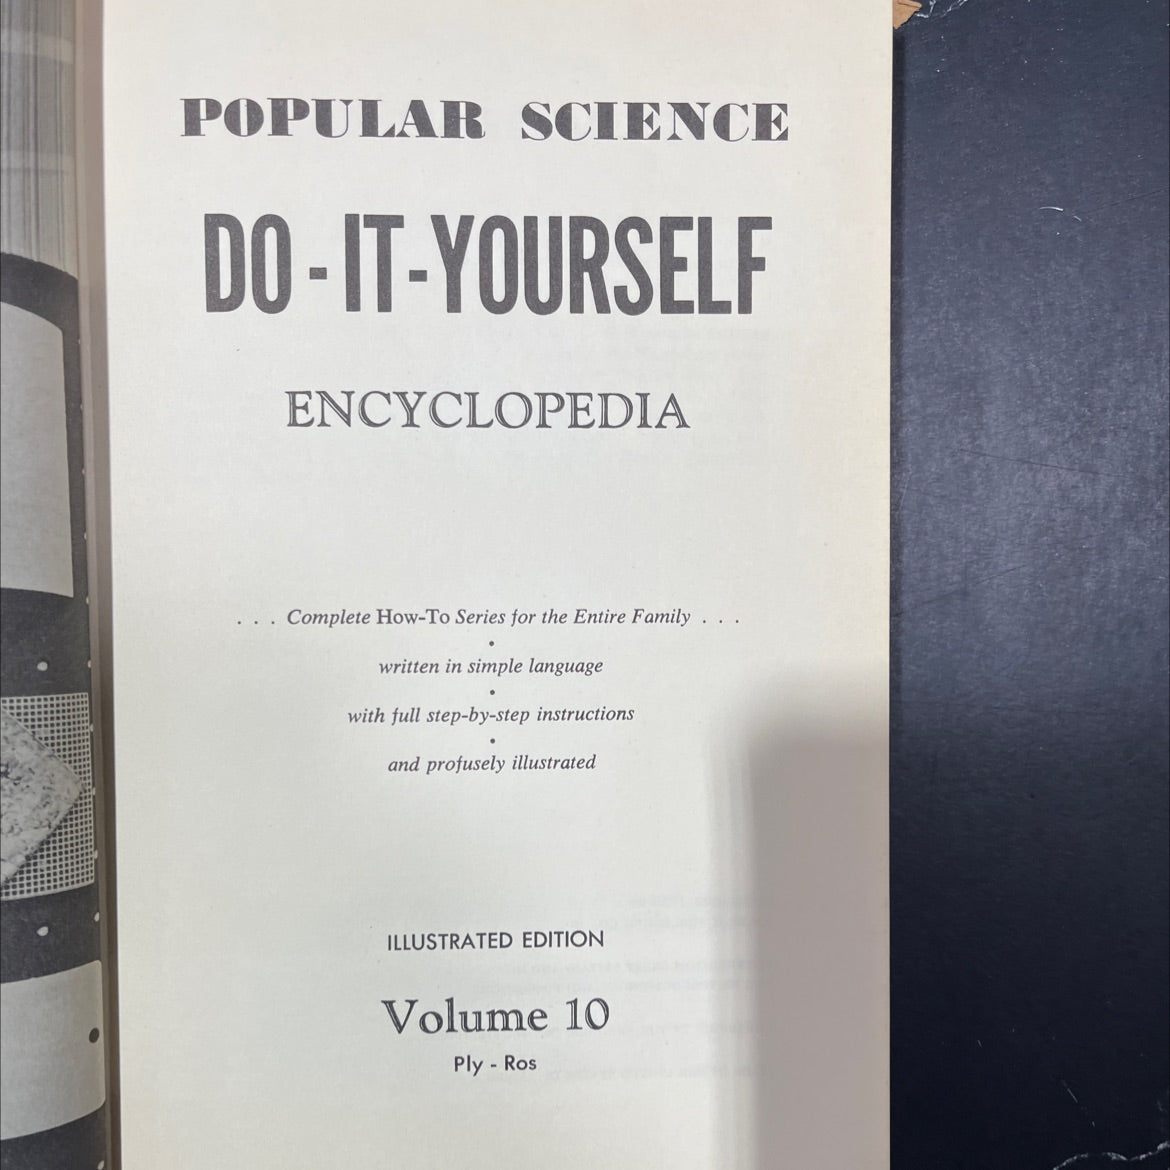 POPULAR SCIENCE
DO-IT-YOURSELF
ENCYCLOPEDIA
. . . Complete How-To Series for the Entire Family . . .
•
written in simple language
•
with full step-by-step instructions
•
and profusely illustrated
ILLUSTRATED EDITION
Volume 10
Ply - Ros